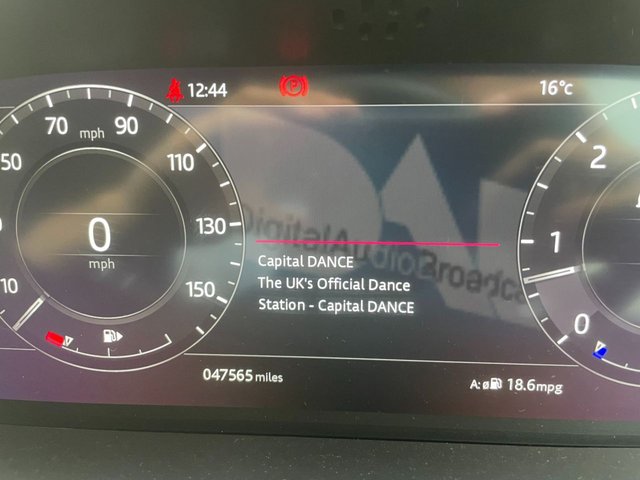 12:44
P
16°c
70 mph 90
50
110
130
150
10
0
mph
Capital DANCE
The UK's Official Dance
Station - Capital DANCE
2
1
0
047565 miles
A: ø 18.6mpg